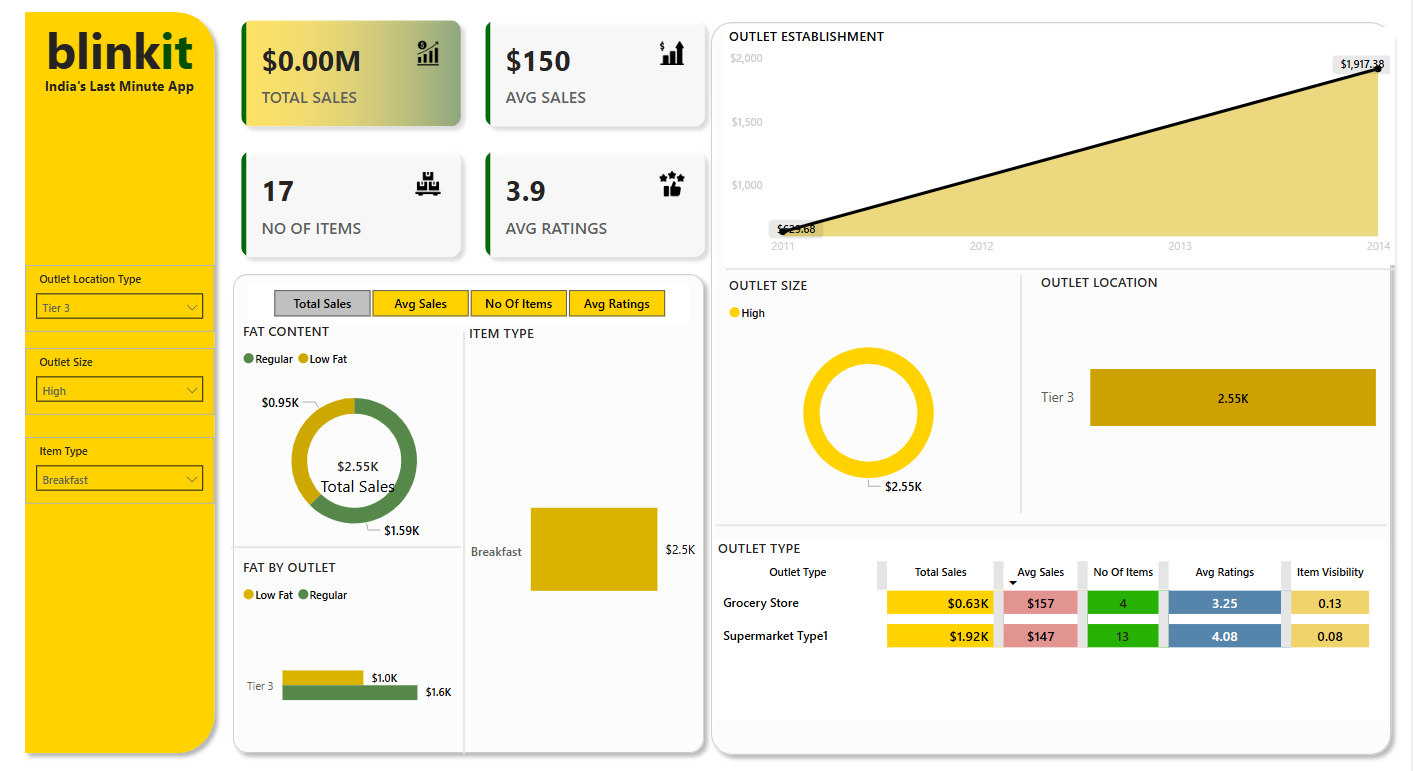 blinkit
India's Last Minute App
Outlet Location Type
Tier 3
Outlet Size
High
Item Type
Breakfast
$0.00M
TOTAL SALES
$150
AVG SALES
17
NO OF ITEMS
3.9
AVG RATINGS
Total Sales Avg Sales No Of Items Avg Ratings
FAT CONTENT
Regular Low Fat
$0.95K
$2.55K
Total Sales
$1.59K
FAT BY OUTLET
Low Fat Regular
Tier 3
$1.0K
$1.6K
ITEM TYPE
Breakfast
$2.5K
OUTLET ESTABLISHMENT
$2,000
$1,500
$1,000
$1,917.38
$629.68
2011 2012 2013 2014
OUTLET SIZE
High
$2.55K
OUTLET LOCATION
Tier 3
2.55K
OUTLET TYPE
Outlet Type Total Sales Avg Sales No Of Items Avg Ratings Item Visibility
Grocery Store $0.63K $157 4 3.25 0.13
Supermarket Type1 $1.92K $147 13 4.08 0.08